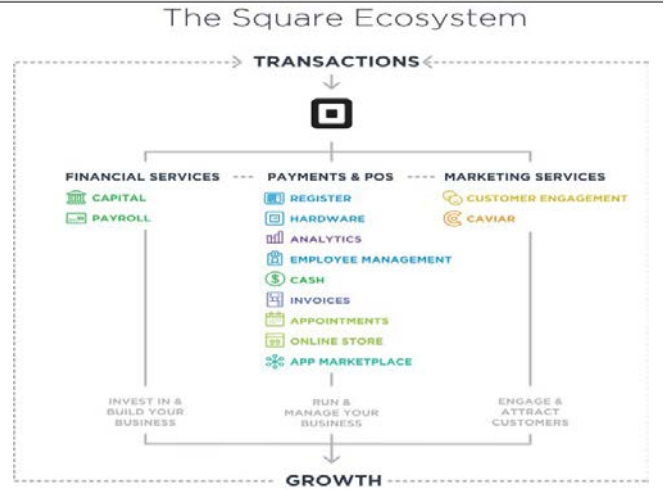 The Square Ecosystem
TRANSACTIONS
FINANCIAL SERVICES
CAPITAL
PAYROLL
PAYMENTS & POS
REGISTER
HARDWARE
ANALYTICS
EMPLOYEE MANAGEMENT
CASH
INVOICES
APPOINTMENTS
ONLINE STORE
APP MARKETPLACE
MARKETING SERVICES
CUSTOMER ENGAGEMENT
CAVIAR
INVEST IN &
BUILD YOUR
BUSINESS
RUN &
MANAGE YOUR
BUSINESS
ENGAGE &
ATTRACT
CUSTOMERS
GROWTH